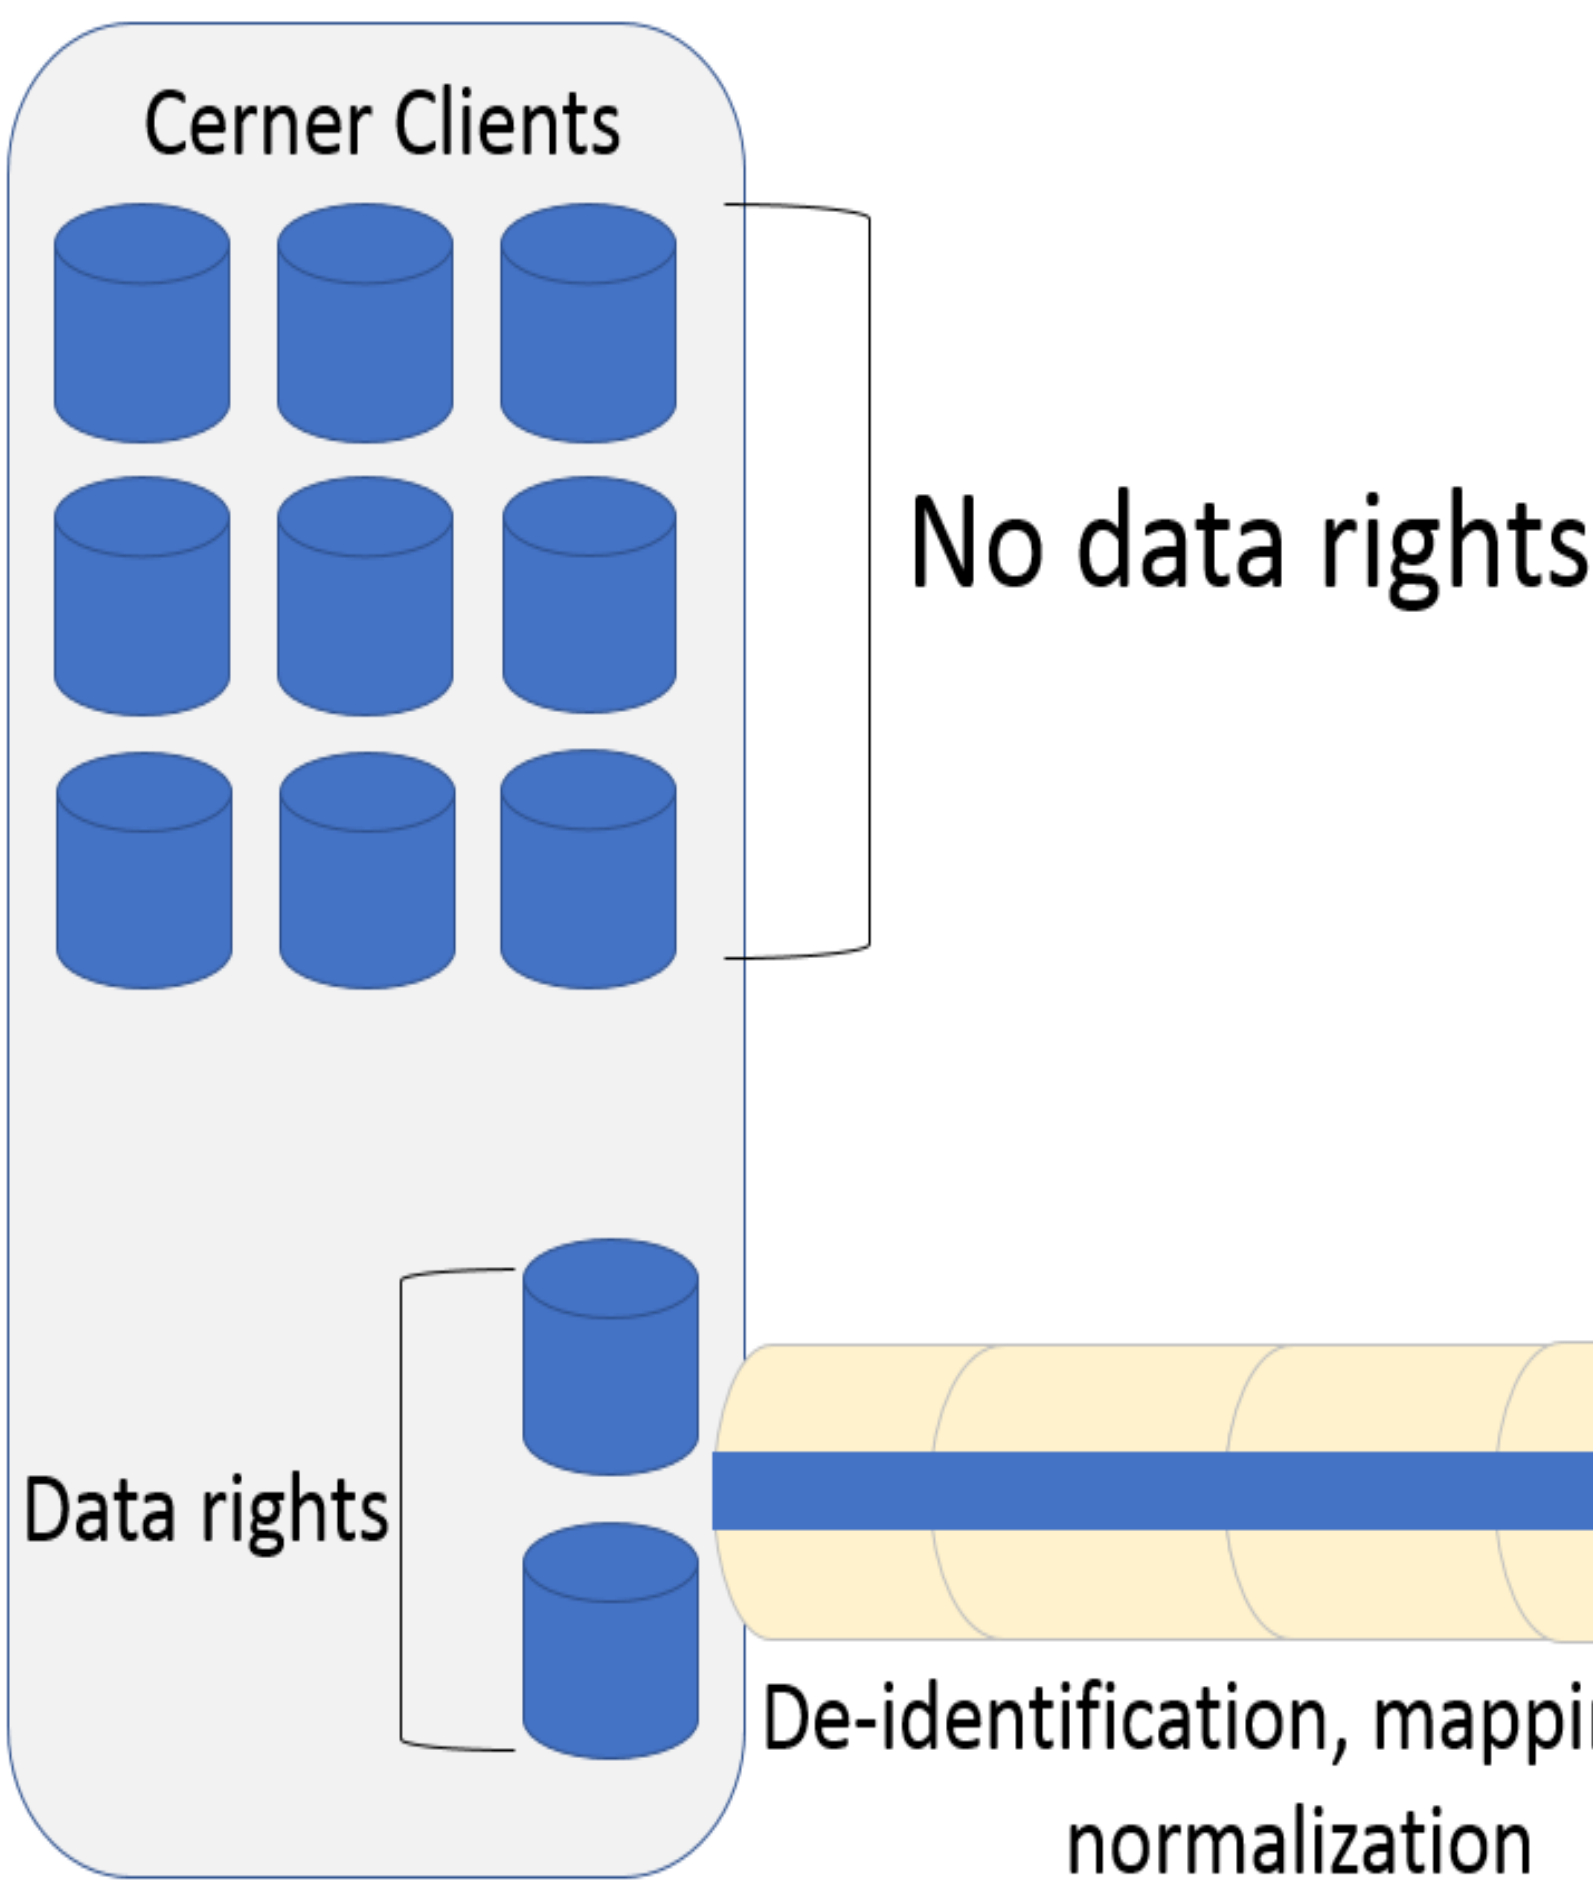 Cerner Clients
No data rights
Data rights
De-identification,
normalization